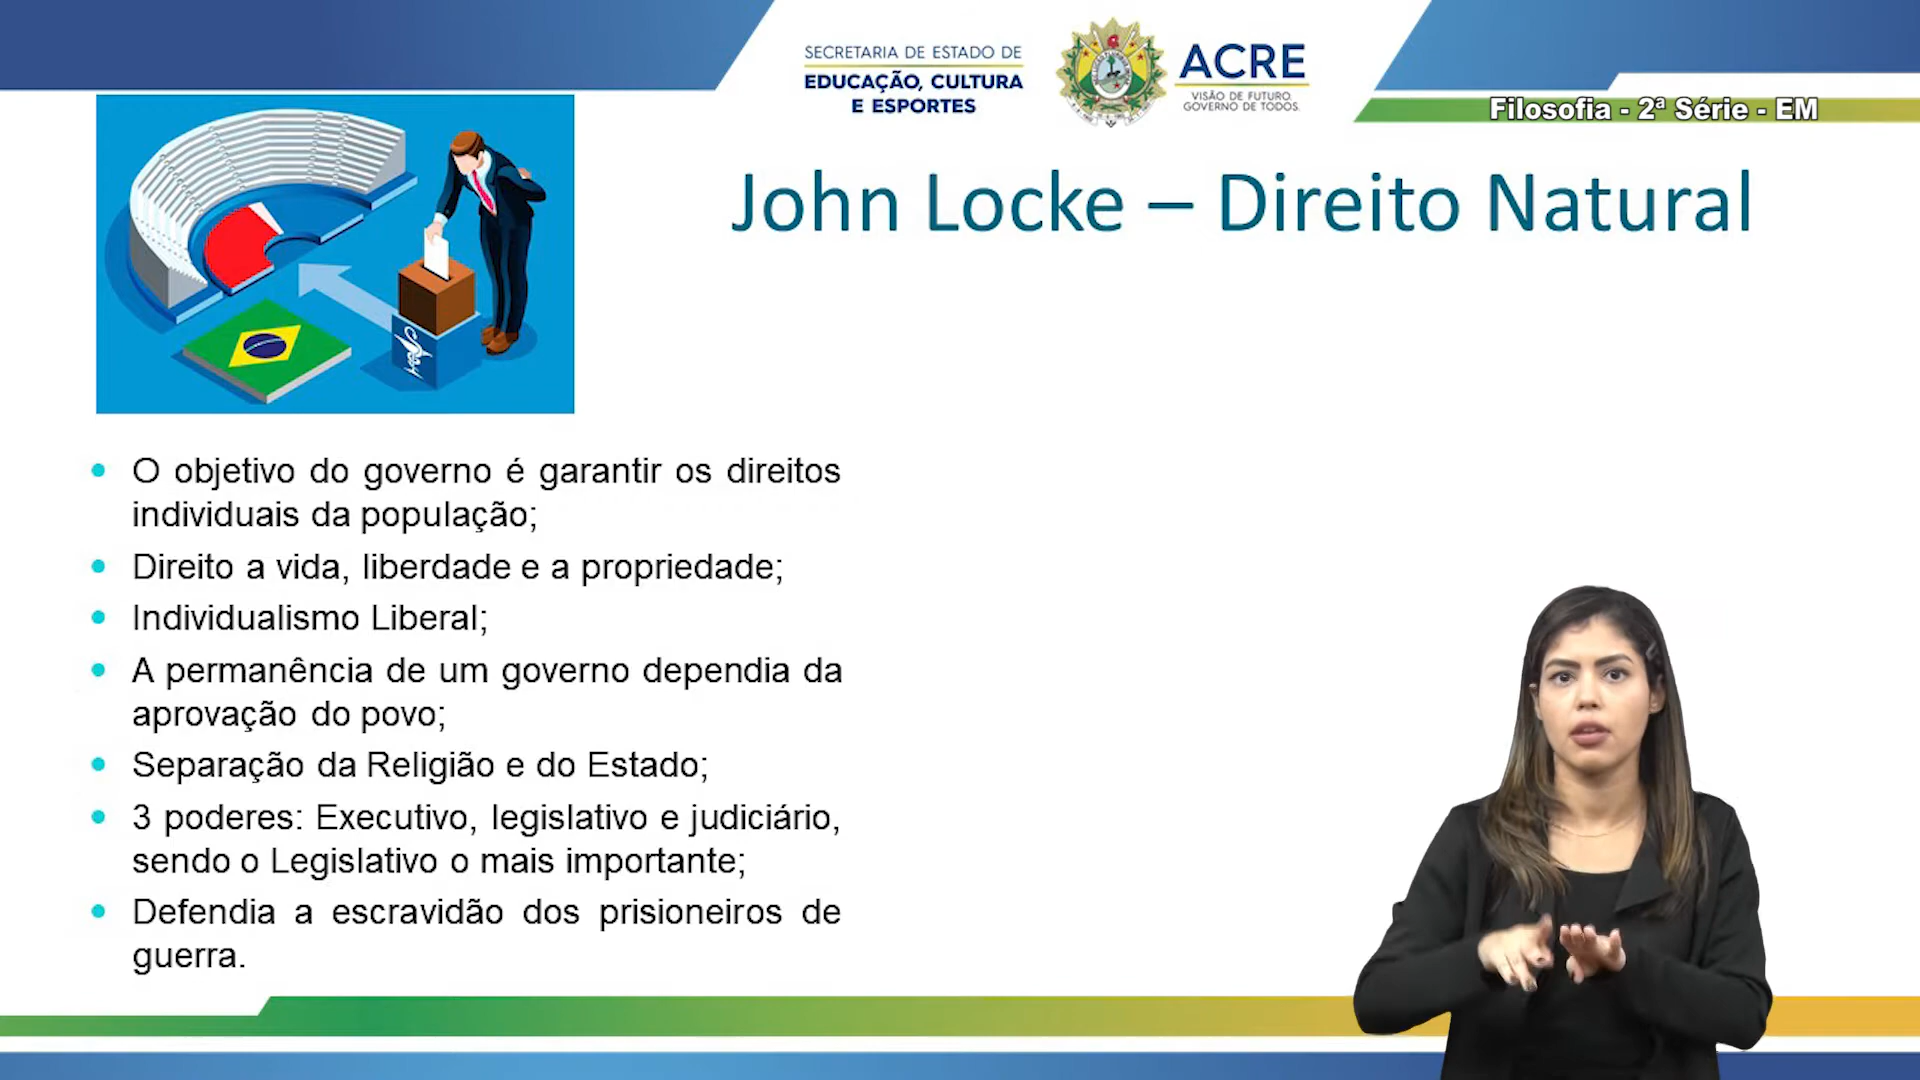 SECRETARIA DE ESTADO DE
EDUCAÇÃO, CULTURA
E ESPORTES
ACRE
VISÃO DE FUTURO.
GOVERNO DE TODOS.
Filosofia - 2ª Série - EM
John Locke – Direito Natural
O objetivo do governo é garantir os direitos
individuais da população;
Direito a vida, liberdade e a propriedade;
Individualismo Liberal;
A permanência de um governo dependia da
aprovação do povo;
Separação da Religião e do Estado;
3 poderes: Executivo, legislativo e judiciário,
sendo o Legislativo o mais importante;
Defendia a escravidão dos prisioneiros de
guerra.